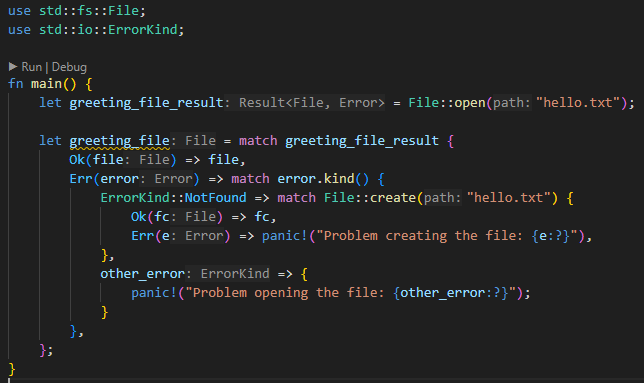 use std::fs::File;
use std::io::ErrorKind;
▶ Run | Debug
fn main() {
    let greeting_file_result: Result<File, Error> = File::open(path: "hello.txt");
    let greeting_file: File = match greeting_file_result {
        Ok(file: File) => file,
        Err(error: Error) => match error.kind() {
            ErrorKind::NotFound => match File::create(path: "hello.txt") {
                Ok(fc: File) => fc,
                Err(e: Error) => panic!("Problem creating the file: {e:?}"),
            },
            other_error: ErrorKind => {
                panic!("Problem opening the file: {other_error:?}");
            }
        },
    };
}